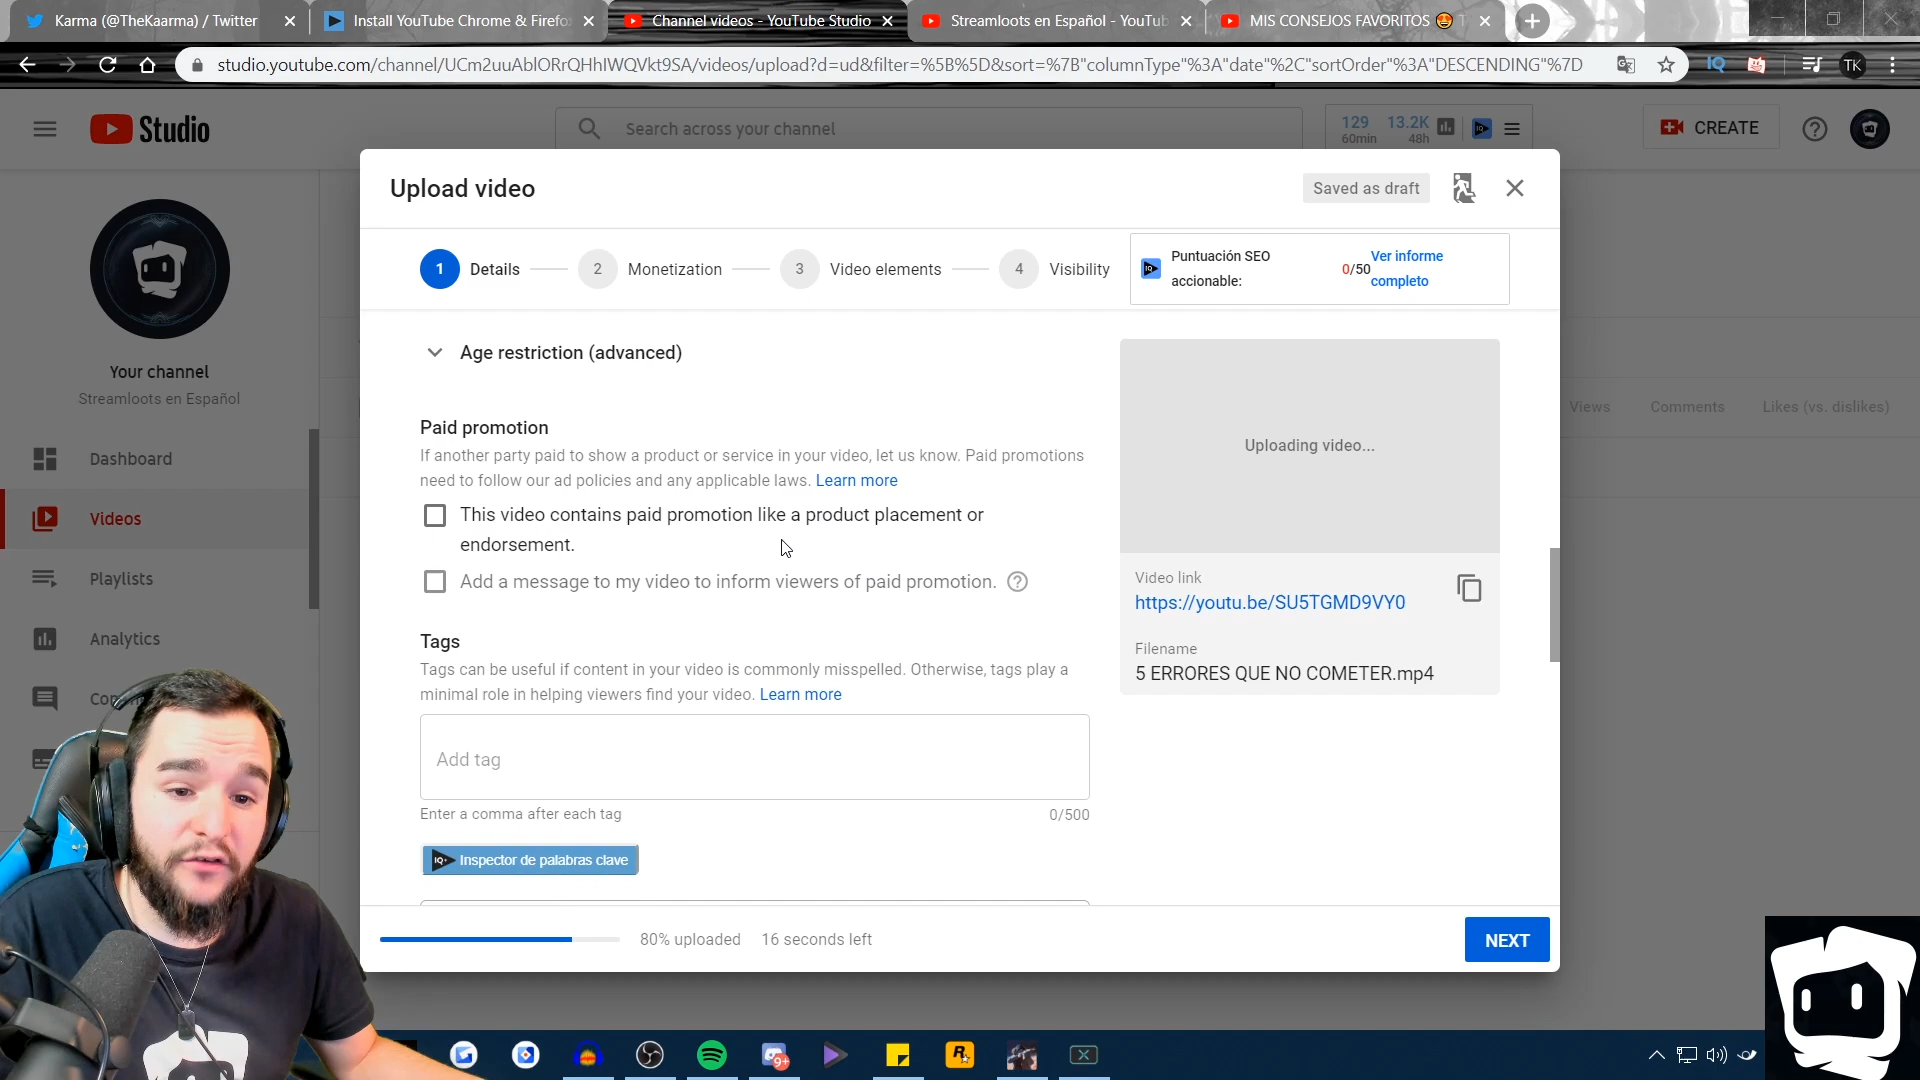 Karma (@TheKaarma) / Twitter
Install YouTube Chrome & Firefo
Channel videos - YouTube Studio
Streamloots en Español - YouTub
MIS CONSEJOS FAVORITOS 😍 T
studio.youtube.com/channel/UCm2uuAblORrQHhIWQVkt9SA/videos/upload?d=ud&filter=%5B%5D&sort=%7B"columnType"%3A"date"%2C"sortOrder"%3A"DESCENDING"%7D
IQ
TK
Studio
Search across your channel
129 13.2K
60min 48h
IQ
CREATE
Upload video
Saved as draft
1 Details
2 Monetization
3 Video elements
4 Visibility
Puntuación SEO
accionable:
0/50
Ver informe
completo
Your channel
Streamloots en Español
Dashboard
Videos
Playlists
Analytics
Age restriction (advanced)
Paid promotion
If another party paid to show a product or service in your video, let us know. Paid promotions
need to follow our ad policies and any applicable laws. Learn more
This video contains paid promotion like a product placement or
endorsement.
Add a message to my video to inform viewers of paid promotion.
Tags
Tags can be useful if content in your video is commonly misspelled. Otherwise, tags play a
minimal role in helping viewers find your video. Learn more
Add tag
Enter a comma after each tag
0/500
IQ+ Inspector de palabras clave
Uploading video...
Video link
https://youtu.be/SU5TGMD9VY0
Filename
5 ERRORES QUE NO COMETER.mp4
Views
Comments
Likes (vs. dislikes)
80% uploaded
16 seconds left
NEXT
9+
R